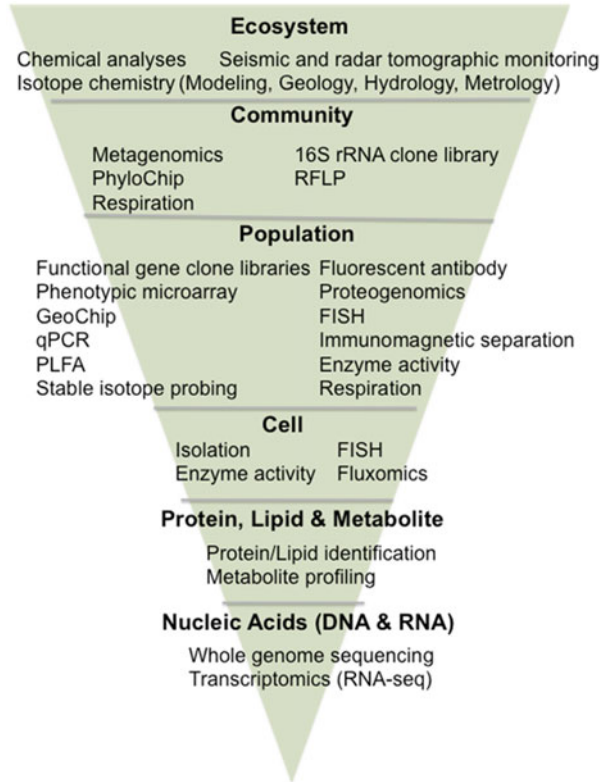 Ecosystem
Chemical analyses Seismic and radar tomographic monitoring
Isotope chemistry (Modeling, Geology, Hydrology, Metrology)
Community
Metagenomics 16S rRNA clone library
PhyloChip RFLP
Respiration
Population
Functional gene clone libraries Fluorescent antibody
Phenotypic microarray Proteogenomics
GeoChip FISH
qPCR Immunomagnetic separation
PLFA Enzyme activity
Stable isotope probing Respiration
Cell
Isolation FISH
Enzyme activity Fluxomics
Protein, Lipid & Metabolite
Protein/Lipid identification
Metabolite profiling
Nucleic Acids (DNA & RNA)
Whole genome sequencing
Transcriptomics (RNA-seq)